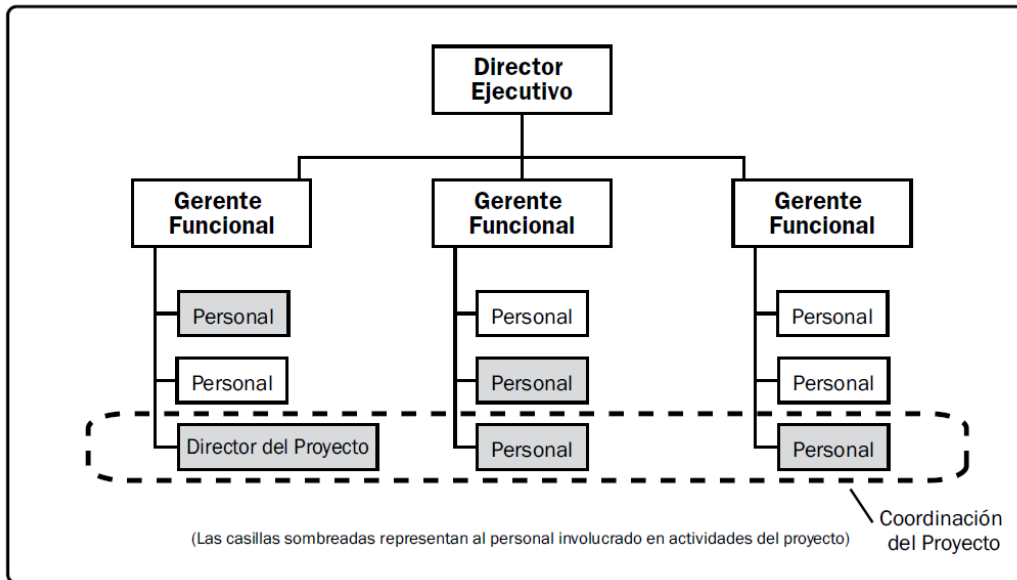 Director
Ejecutivo
Gerente
Funcional
Gerente
Funcional
Gerente
Funcional
Personal
Personal
Personal
Personal
Personal
Personal
Director del Proyecto
Personal
Personal
(Las casillas sombreadas representan al personal involucrado en actividades del proyecto)
Coordinación
del Proyecto